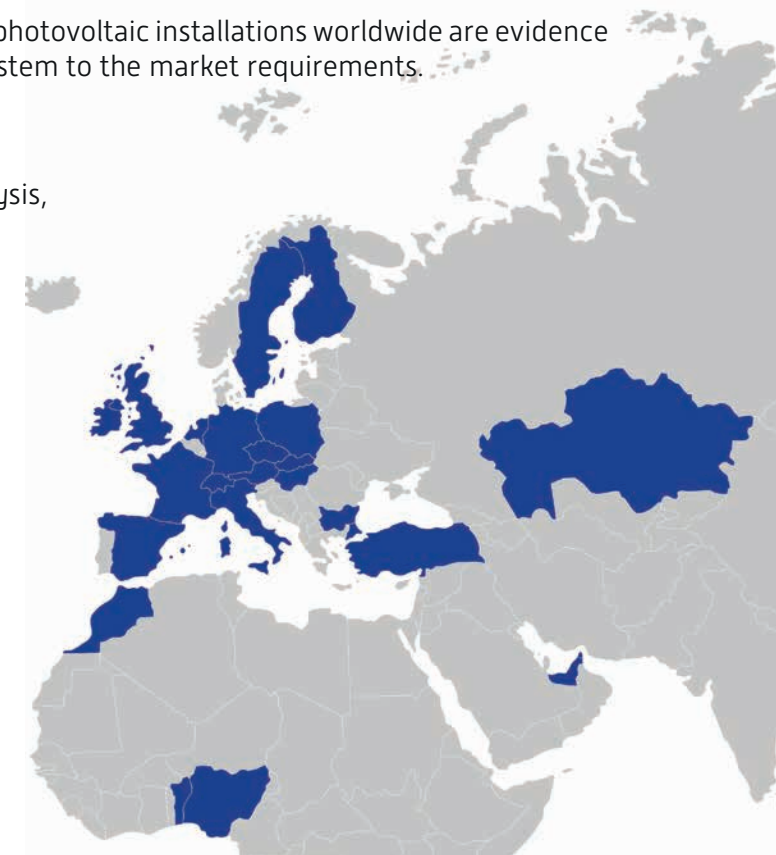 photovoltaic installations worldwide are evidence
stem to the market requirements.
ysis,